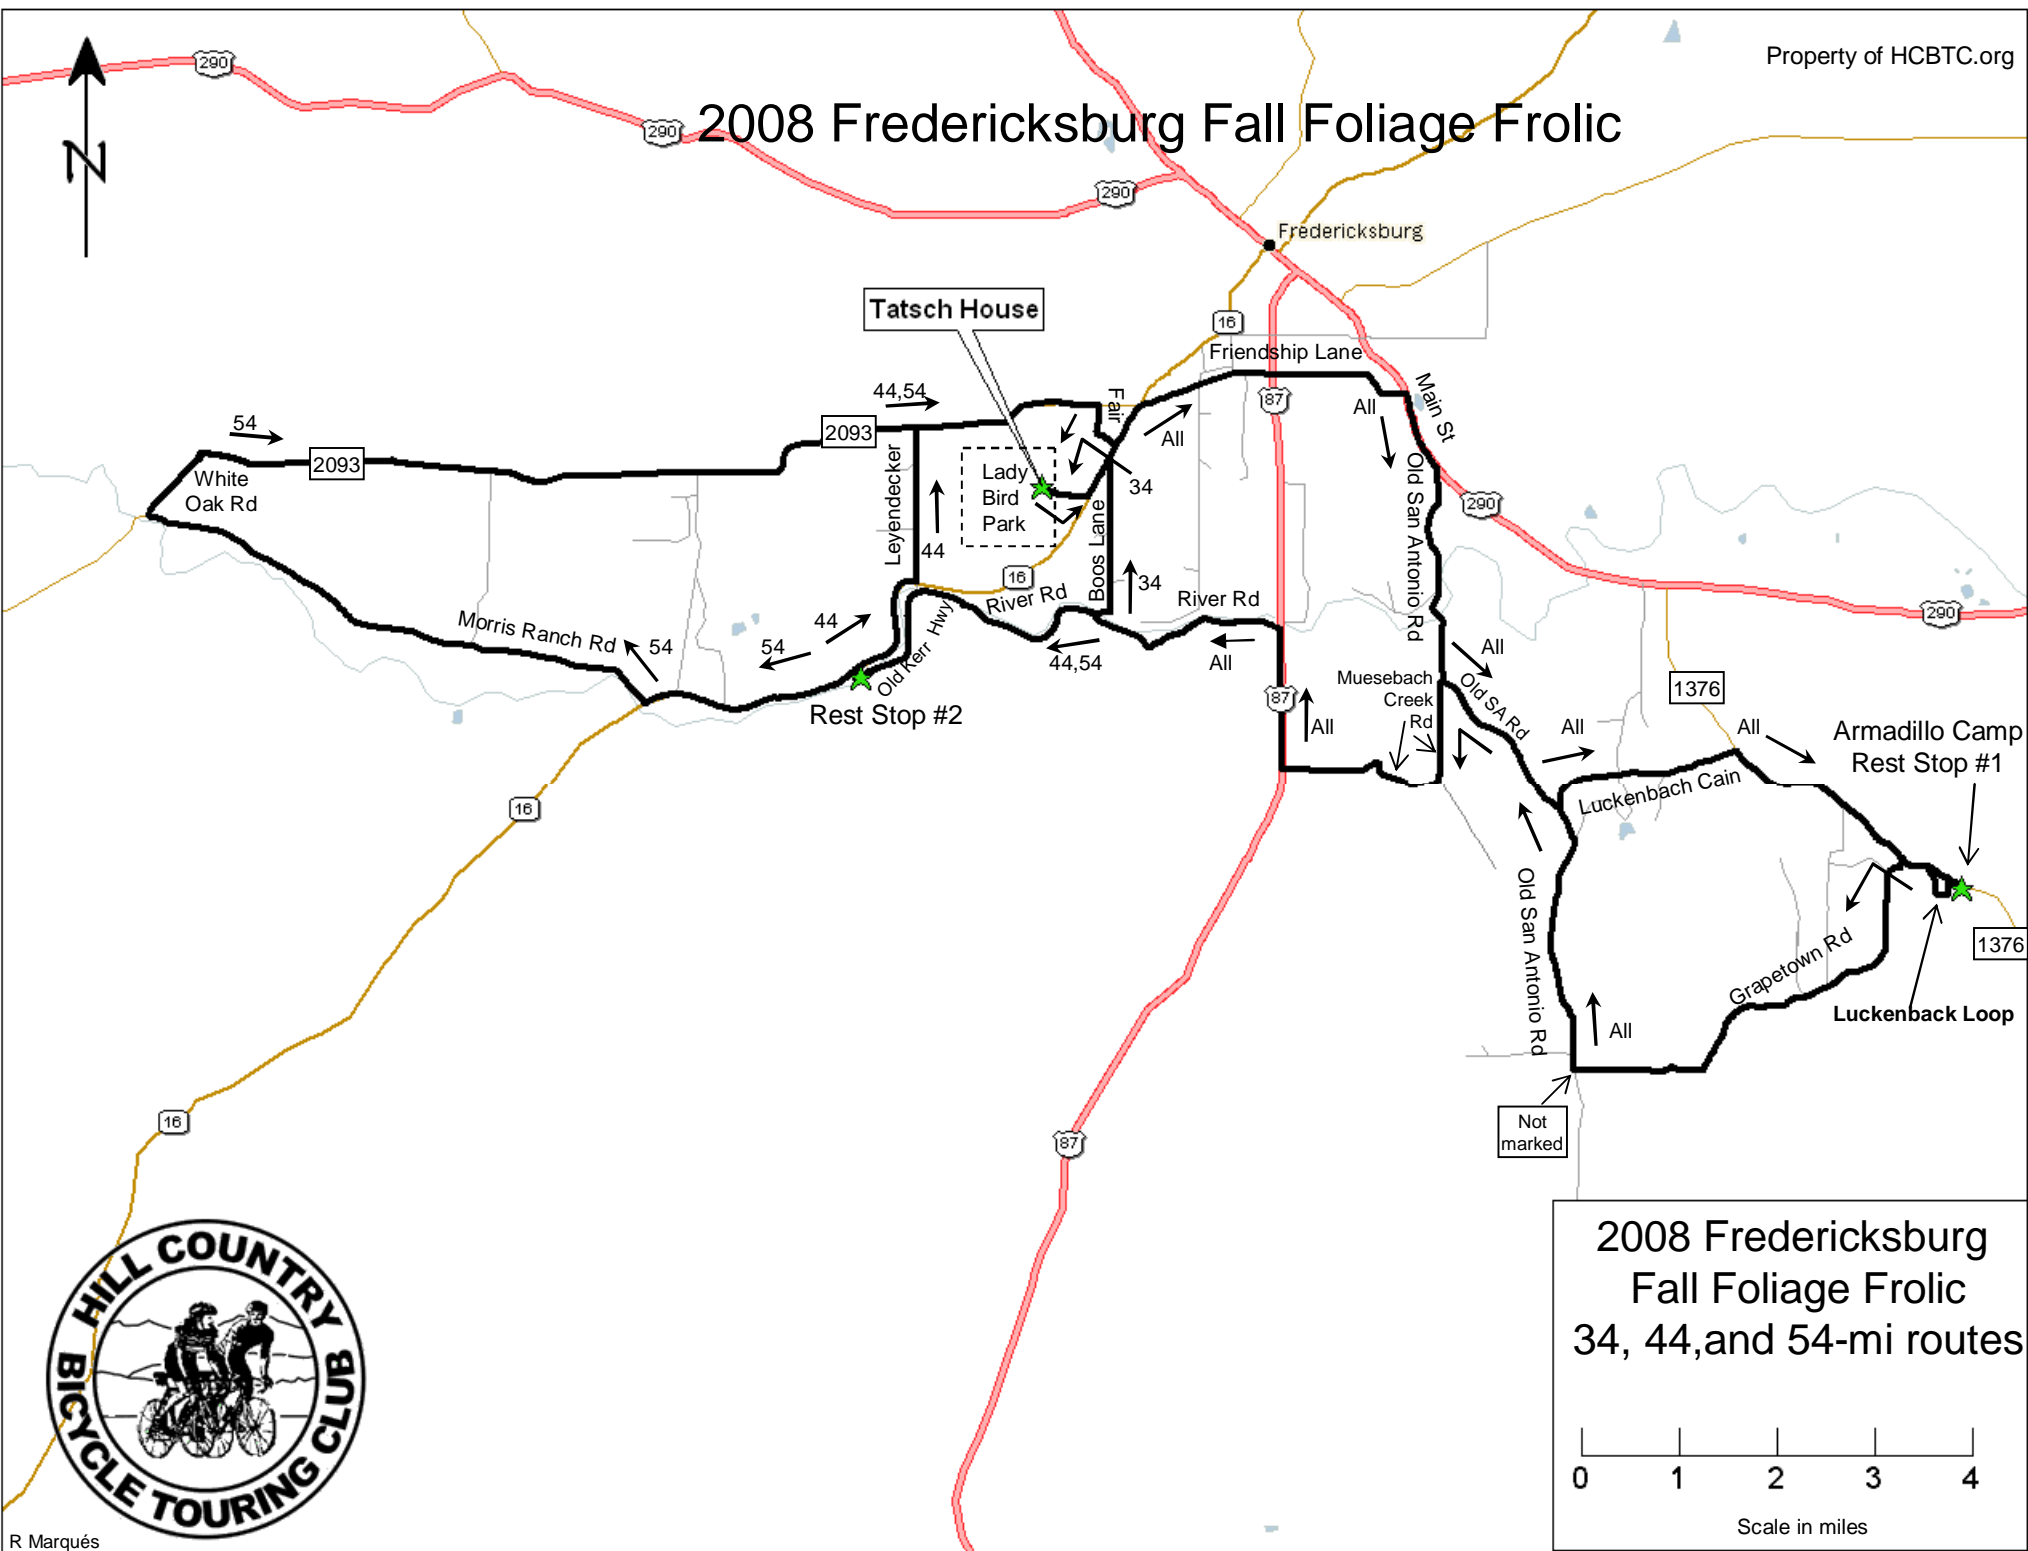 Property of HCBTC.org
290
2008 Fredericksburg Fall Foliage Frolic
290
290
N
Fredericksburg
Tatsch House
16
Friendship Lane
Main St
44,54
Fair
87
All
All
54
2093
2093
White
Oak Rd
Leyendecker
Lady
Bird
Park
34
Old San Antonio Rd
290
Boos Lane
44
16
34
River Rd
River Rd
290
Morris Ranch Rd
54
54
44
Old Kerr Hwy
44,54
All
All
Muesebach
Creek
Rd
Old SA Rd
1376
87
All
Rest Stop #2
All
All
Armadillo Camp
Rest Stop #1
Luckenbach Cain
16
Old San Antonio Rd
Grapetown Rd
1376
Luckenback Loop
All
Not
marked
16
87
HILL COUNTRY
BICYCLE TOURING CLUB
2008 Fredericksburg
Fall Foliage Frolic
34, 44,and 54-mi routes
0 1 2 3 4
Scale in miles
R Marqués